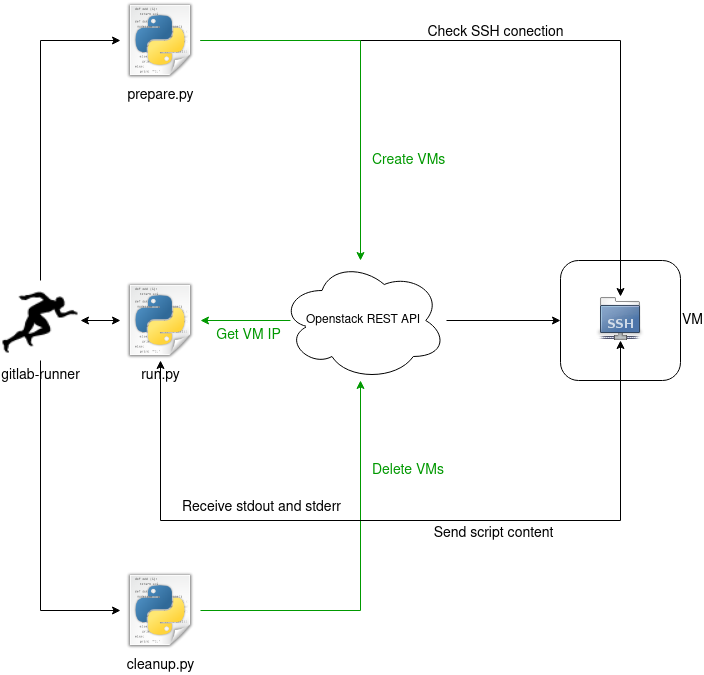 Check SSH conection
prepare.py
Create VMs
Openstack REST API
SSH
VM
Get VM IP
gitlab-runner
run.py
Delete VMs
Receive stdout and stderr
Send script content
cleanup.py